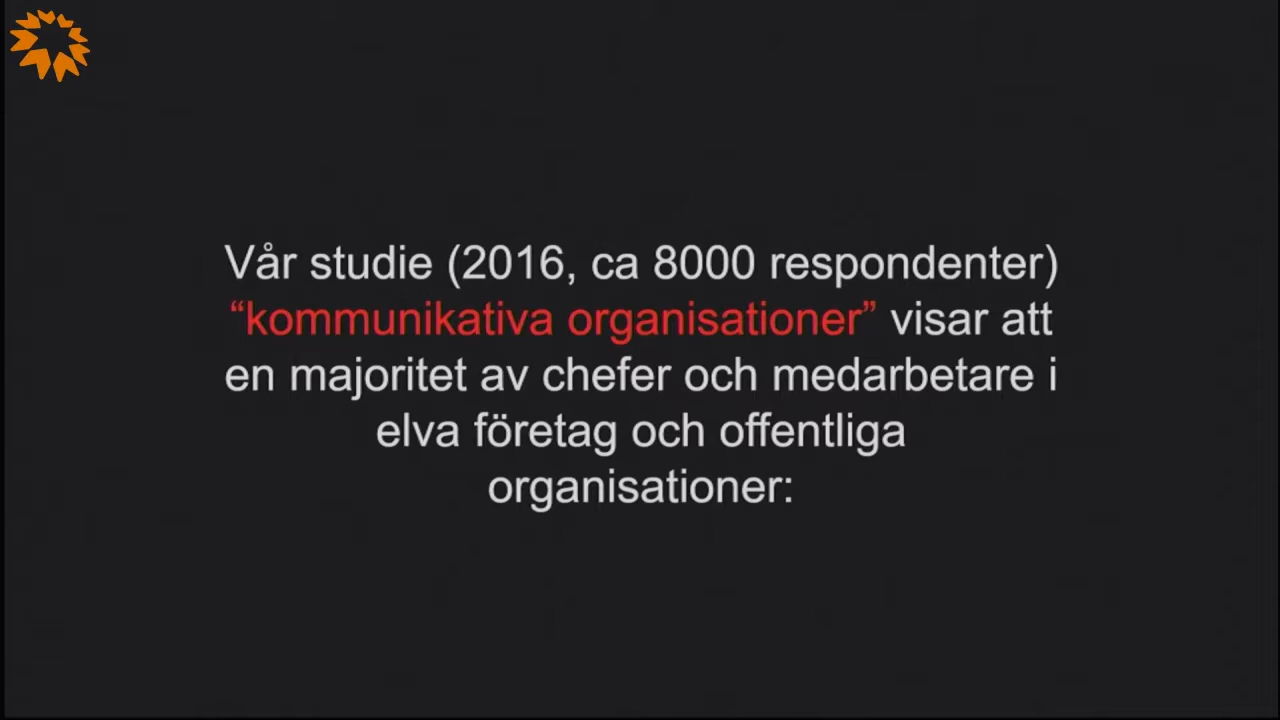 Vår studie (2016, ca 8000 respondenter)
“kommunikativa organisationer” visar att
en majoritet av chefer och medarbetare i
elva företag och offentliga
organisationer: